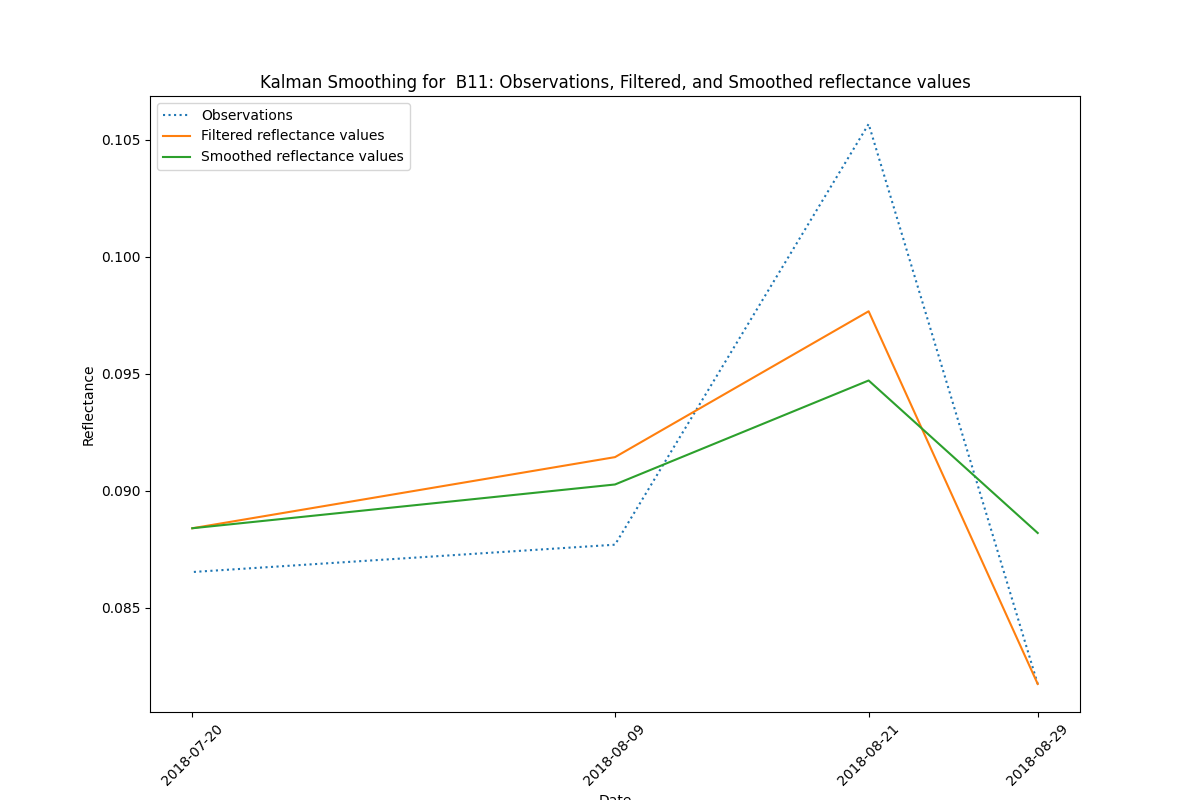 Kalman Smoothing for  B11: Observations, Filtered, and Smoothed reflectance values
Observations
Filtered reflectance values
Smoothed reflectance values
0.105
0.100
0.095
0.090
0.085
Reflectance
2018-07-20
2018-08-09
2018-08-21
2018-08-29
Date